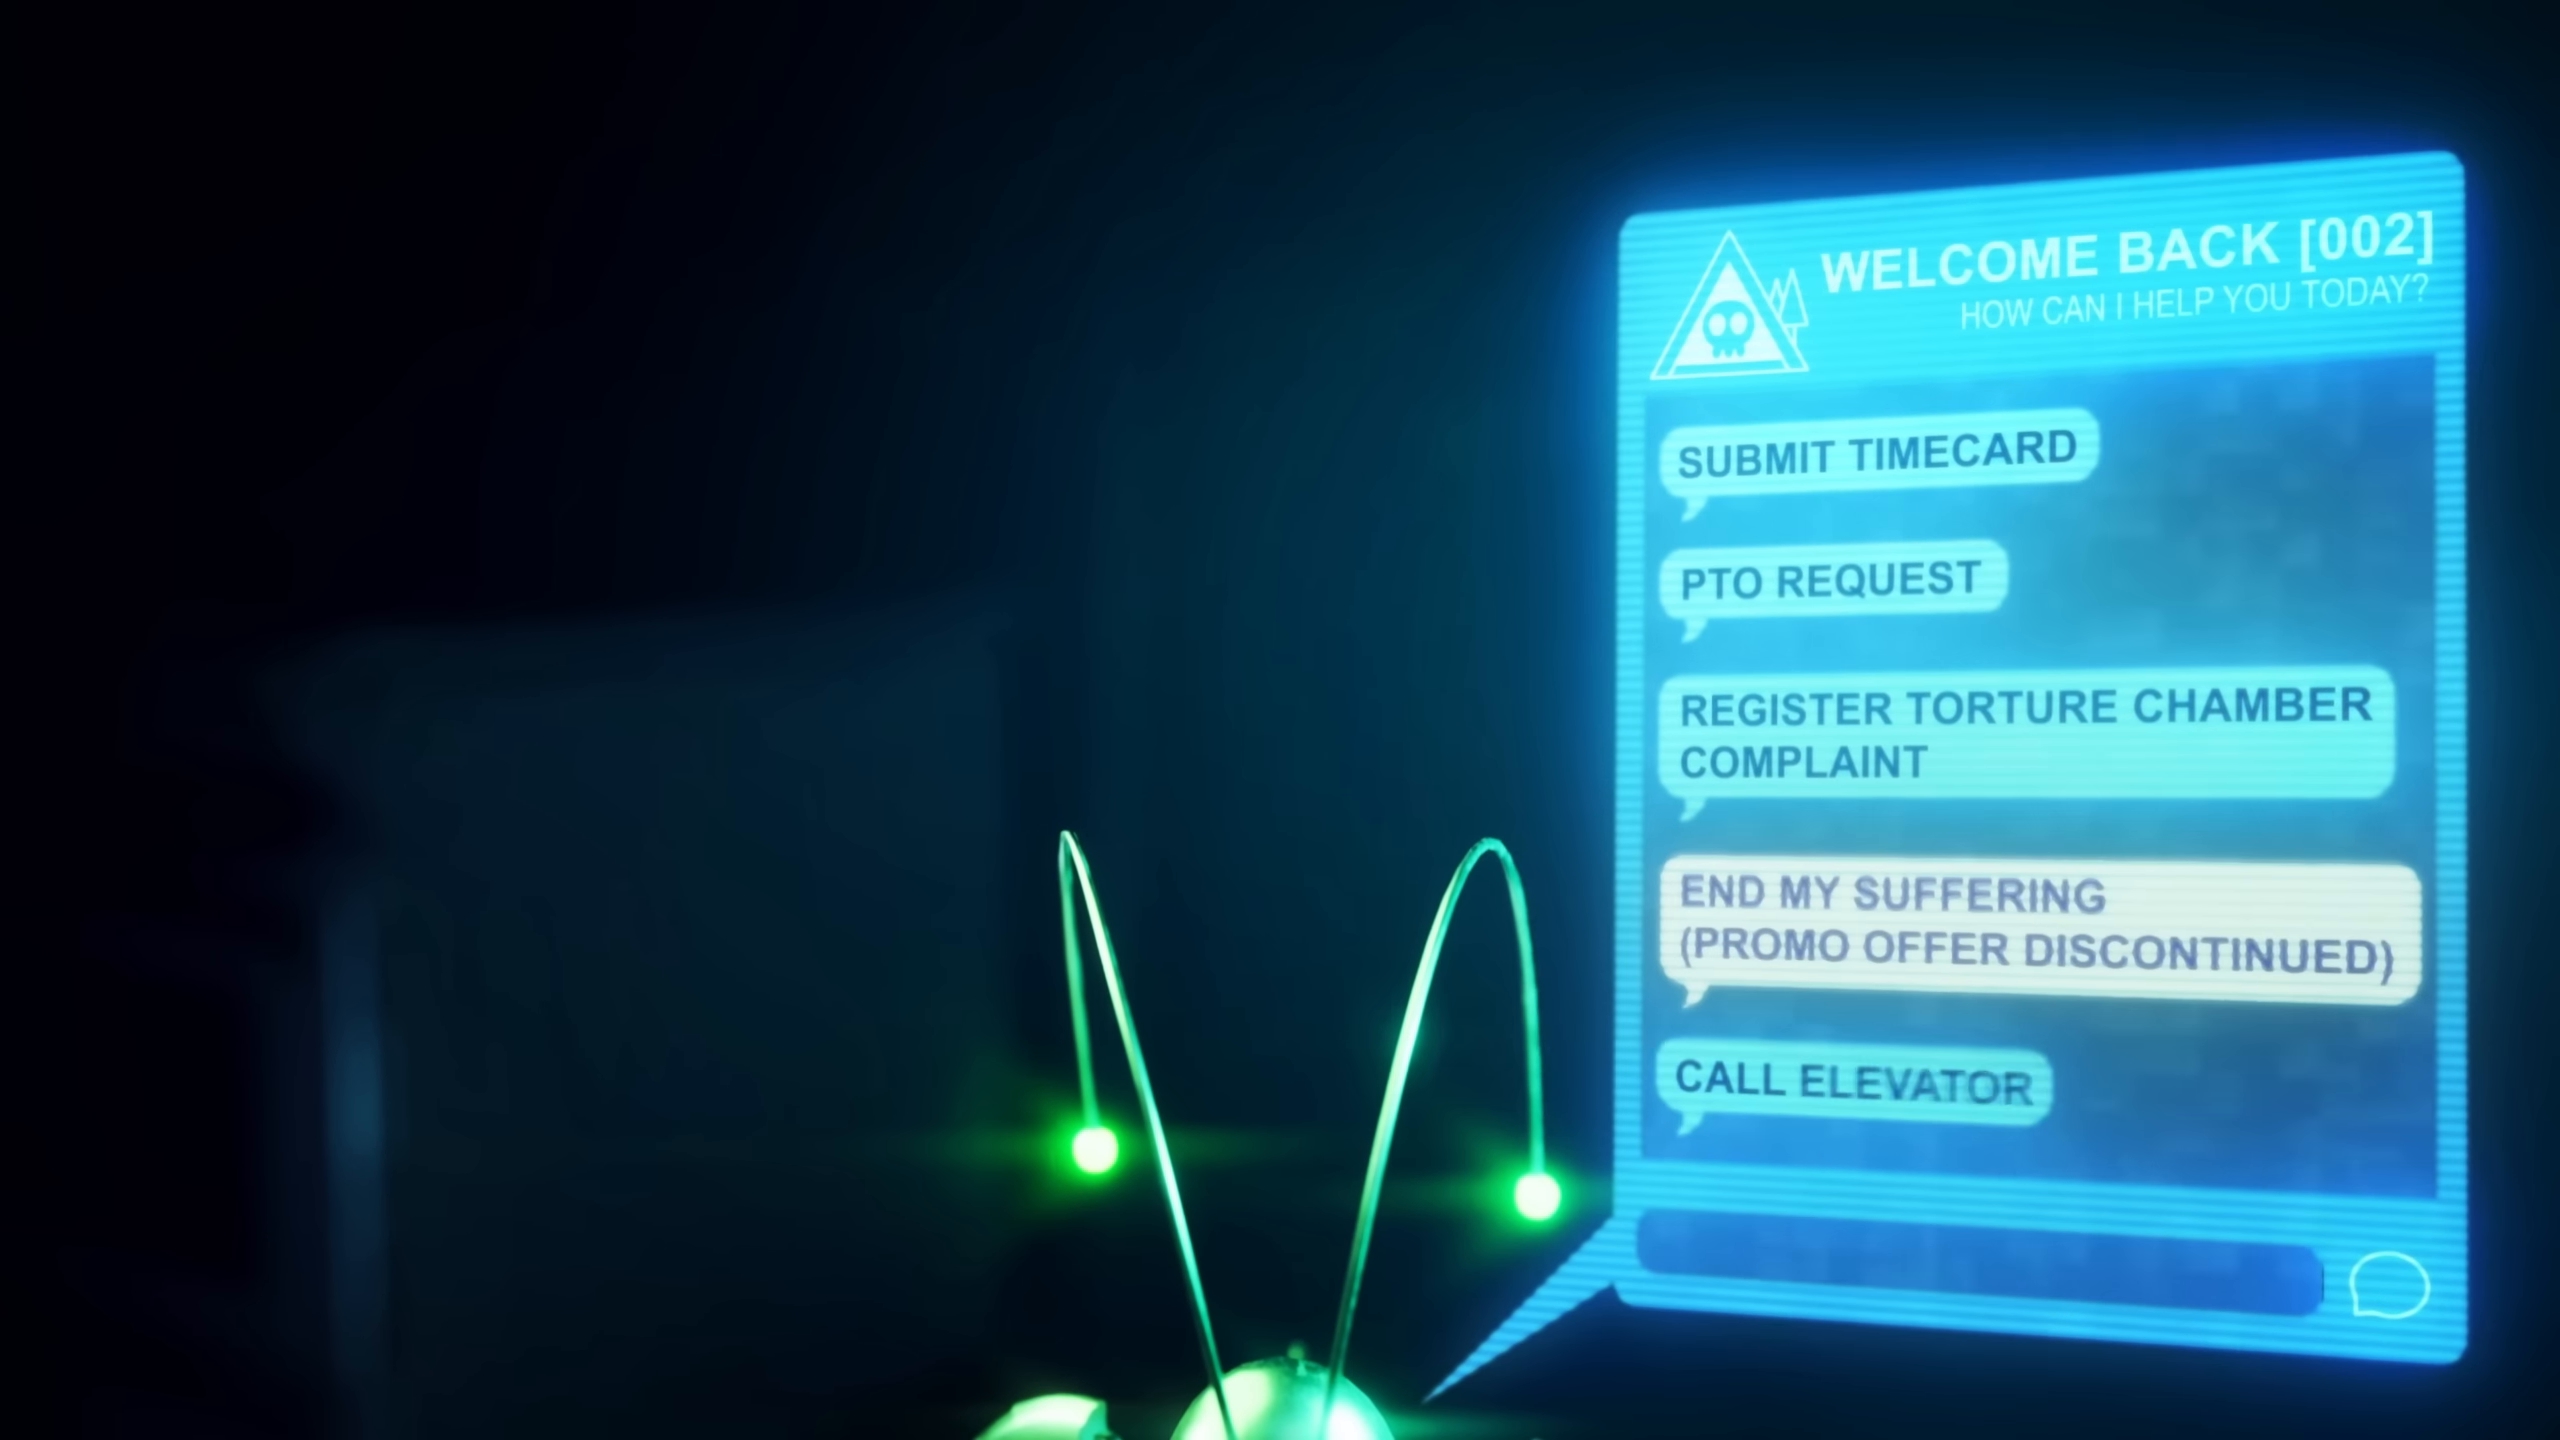 WELCOME BACK [002]
HOW CAN I HELP YOU TODAY?
SUBMIT TIMECARD
PTO REQUEST
REGISTER TORTURE CHAMBER
COMPLAINT
END MY SUFFERING
(PROMO OFFER DISCONTINUED)
CALL ELEVATOR